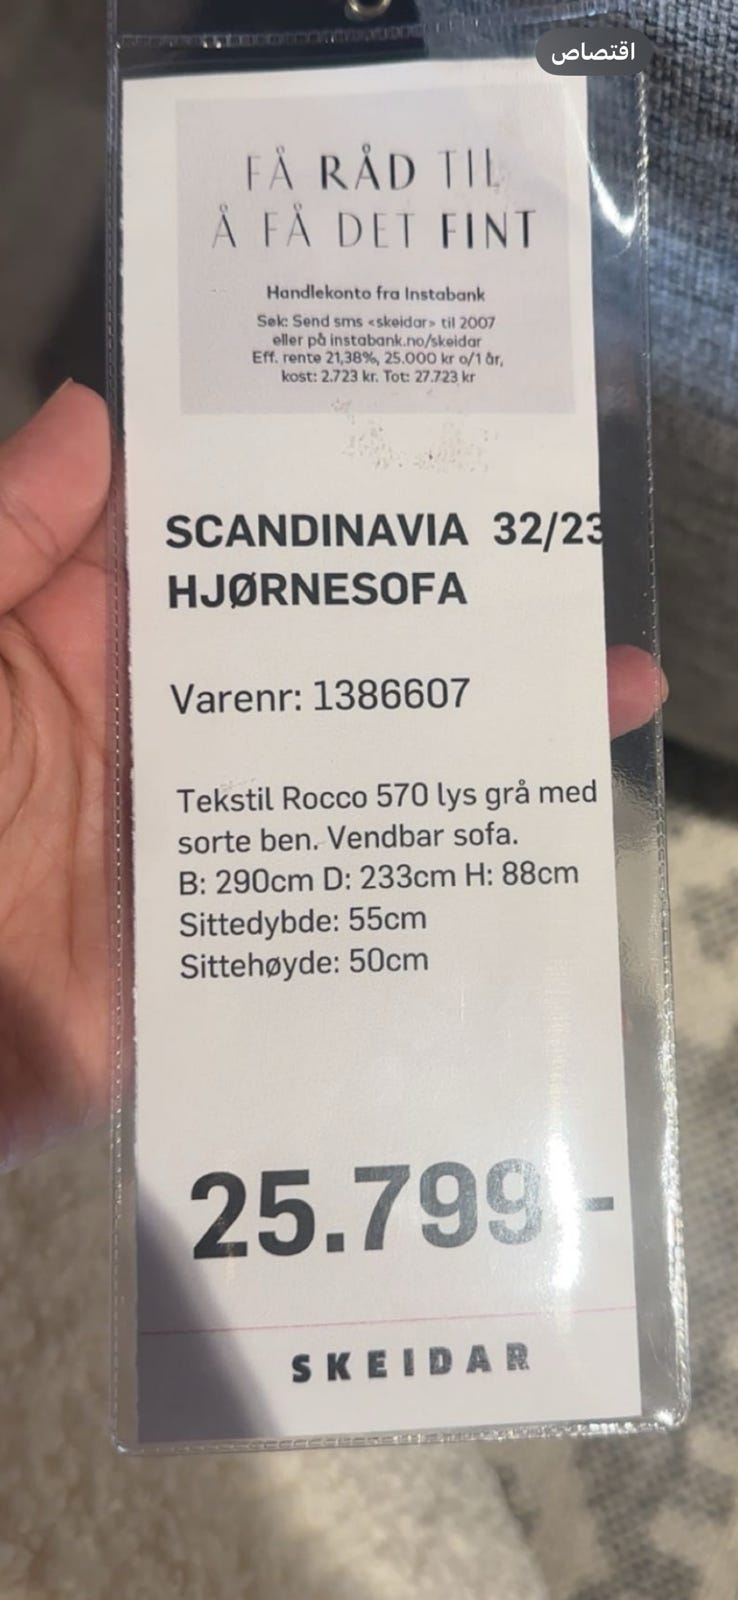 اقتصاص
FÅ RÅD TIL
Å FÅ DET FINT
Handlekonto fra Instabank
Søk: Send sms <skeidar> til 2007
eller på instabank.no/skeidar
Eff. rente 21,38%, 25.000 kr o/1 år,
kost: 2.723 kr. Tot: 27.723 kr
SCANDINAVIA 32/23
HJØRNESOFA
Varenr: 1386607
Tekstil Rocco 570 lys grå med
sorte ben. Vendbar sofa.
B: 290cm D: 233cm H: 88cm
Sittedybde: 55cm
Sittehøyde: 50cm
25.799,-
SKEIDAR